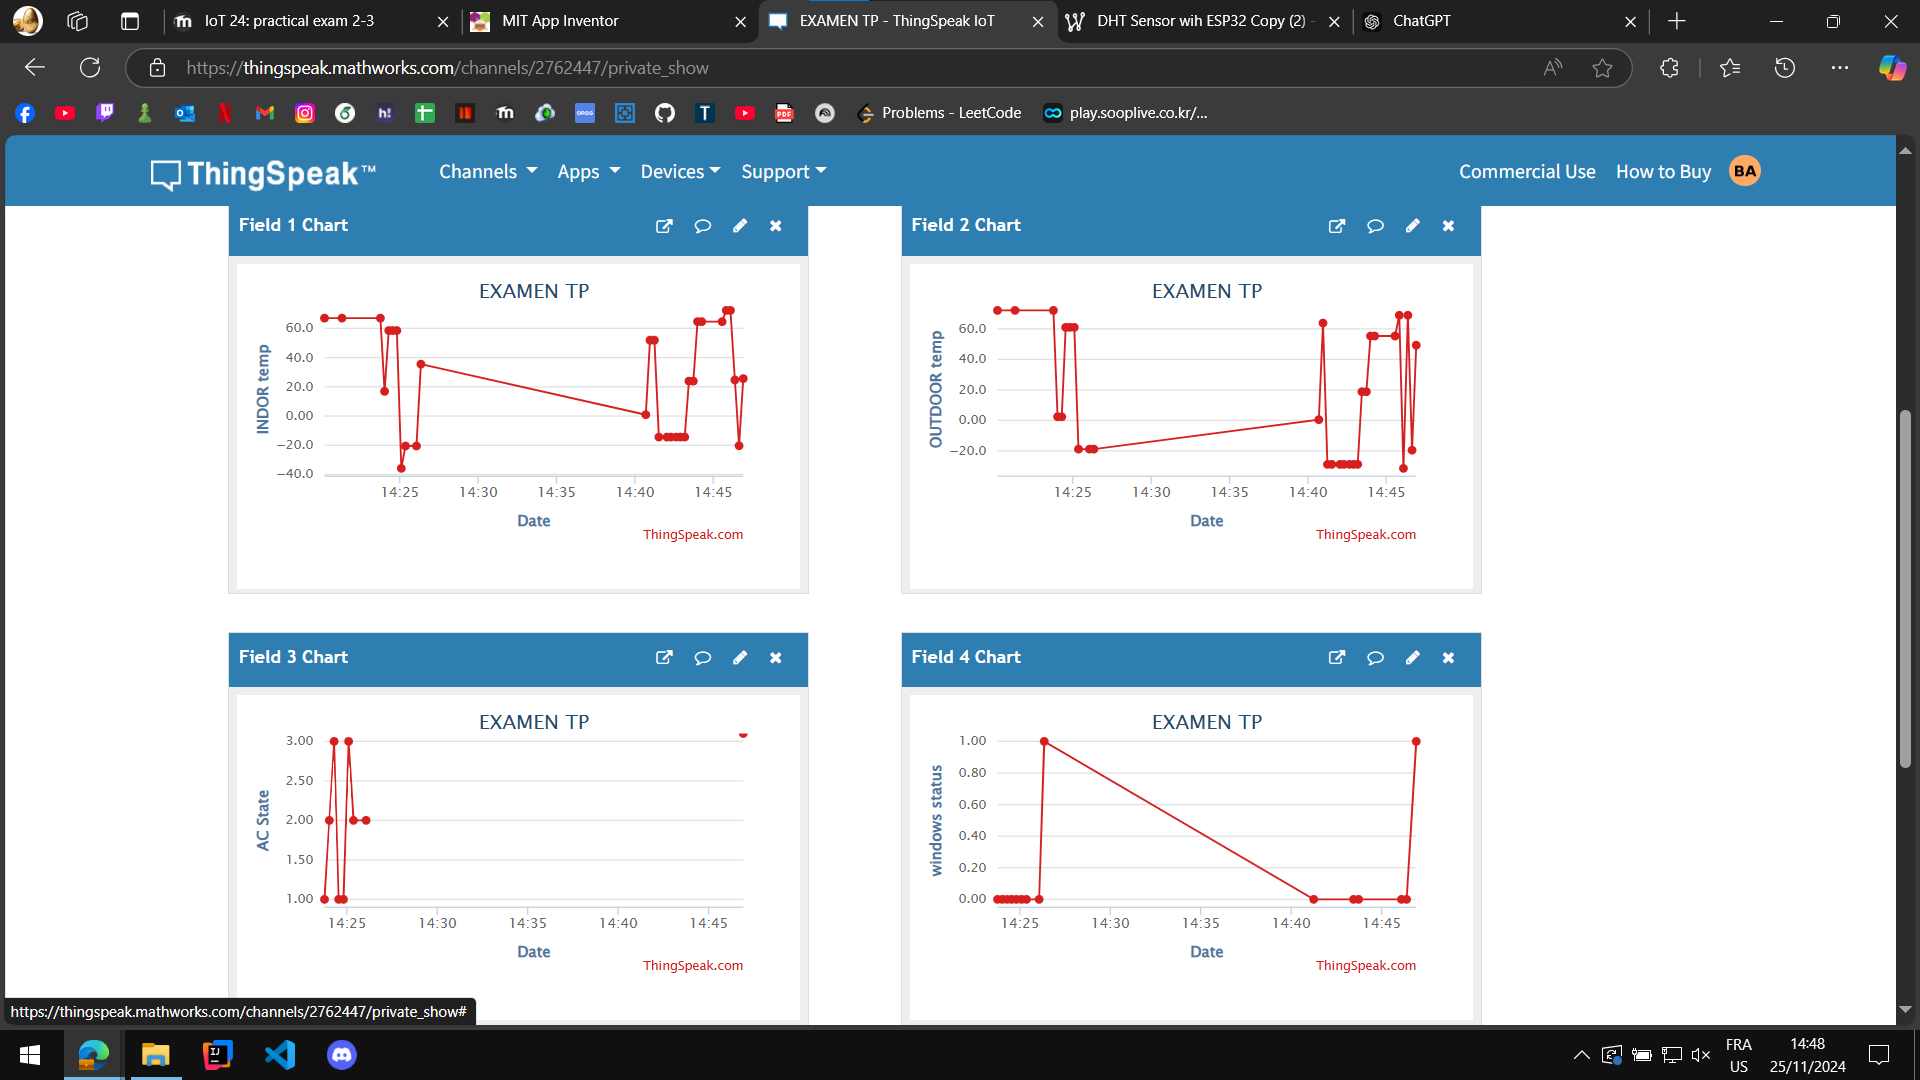 IoT 24: practical exam 2-3
MIT App Inventor
EXAMEN TP - ThingSpeak IoT
DHT Sensor wih ESP32 Copy (2) -
ChatGPT
https://thingspeak.mathworks.com/channels/2762447/private_show
Problems - LeetCode
play.sooplive.co.kr/...
ThingSpeak™
Channels
Apps
Devices
Support
Commercial Use
How to Buy
BA
Field 1 Chart
EXAMEN TP
INDOR temp
60.0
40.0
20.0
0.00
−20.0
−40.0
14:25 14:30 14:35 14:40 14:45
Date
ThingSpeak.com
Field 2 Chart
EXAMEN TP
OUTDOOR temp
60.0
40.0
20.0
0.00
−20.0
14:25 14:30 14:35 14:40 14:45
Date
ThingSpeak.com
Field 3 Chart
EXAMEN TP
AC State
3.00
2.50
2.00
1.50
1.00
14:25 14:30 14:35 14:40 14:45
Date
ThingSpeak.com
Field 4 Chart
EXAMEN TP
windows status
1.00
0.80
0.60
0.40
0.20
0.00
14:25 14:30 14:35 14:40 14:45
Date
ThingSpeak.com
https://thingspeak.mathworks.com/channels/2762447/private_show#
FRA
US
14:48
25/11/2024